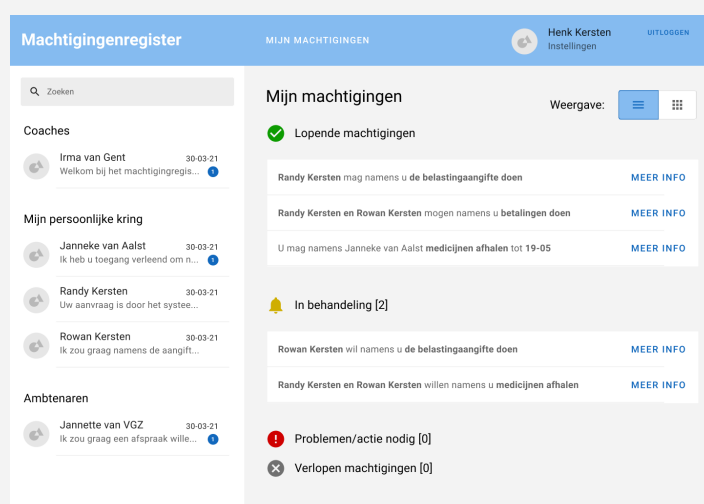 Machtigingenregister
MIJN MACHTIGINGEN
Henk Kersten
Instellingen
UITLOGGEN
Zoeken
Coaches
Irma van Gent 30-03-21
Welkom bij het machtigingregis... 1
Mijn persoonlijke kring
Janneke van Aalst 30-03-21
Ik heb u toegang verleend om n... 1
Randy Kersten 30-03-21
Uw aanvraag is door het systee...
Rowan Kersten 30-03-21
Ik zou graag namens de aangift...
Ambtenaren
Jannette van VGZ 30-03-21
Ik zou graag een afspraak wille... 1
Mijn machtigingen
Weergave:
Lopende machtigingen
Randy Kersten mag namens u de belastingaangifte doen MEER INFO
Randy Kersten en Rowan Kersten mogen namens u betalingen doen MEER INFO
U mag namens Janneke van Aalst medicijnen afhalen tot 19-05 MEER INFO
In behandeling [2]
Rowan Kersten wil namens u de belastingaangifte doen MEER INFO
Randy Kersten en Rowan Kersten willen namens u medicijnen afhalen MEER INFO
Problemen/actie nodig [0]
Verlopen machtigingen [0]